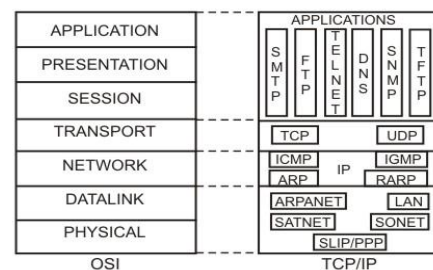 APPLICATION
PRESENTATION
SESSION
TRANSPORT
NETWORK
DATALINK
PHYSICAL
OSI
APPLICATIONS
SMTP
FTP
TELNET
DNS
SNMP
TFTP
TCP UDP
ICMP IP IGMP
ARP RARP
ARPANET LAN
SATNET SONET
SLIP/PPP
TCP/IP